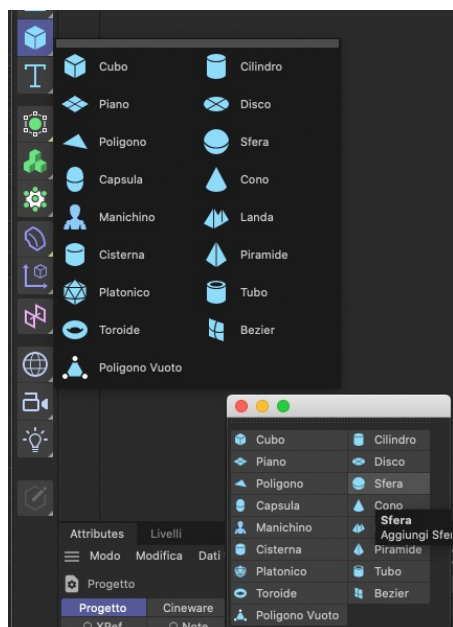 Cubo Cilindro
Piano Disco
Poligono Sfera
Capsula Cono
Manichino Landa
Cisterna Piramide
Platonico Tubo
Toroide Bezier
Poligono Vuoto
Cubo Cilindro
Piano Disco
Poligono Sfera
Capsula Cono
Manichino Sfera
Aggiungi Sfe
Cisterna Piramide
Platonico Tubo
Toroide Bezier
Poligono Vuoto
Attributes Livelli
Modo Modifica Dati
Progetto
Progetto Cineware
XRef Note